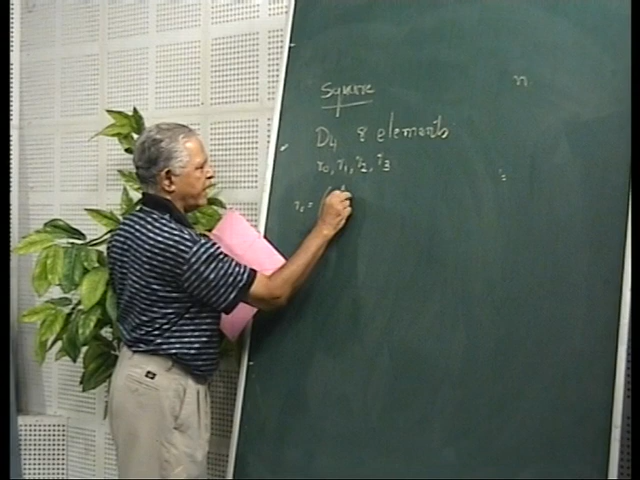 Square
n
D4 8 elements
r0, r1, r2, r3